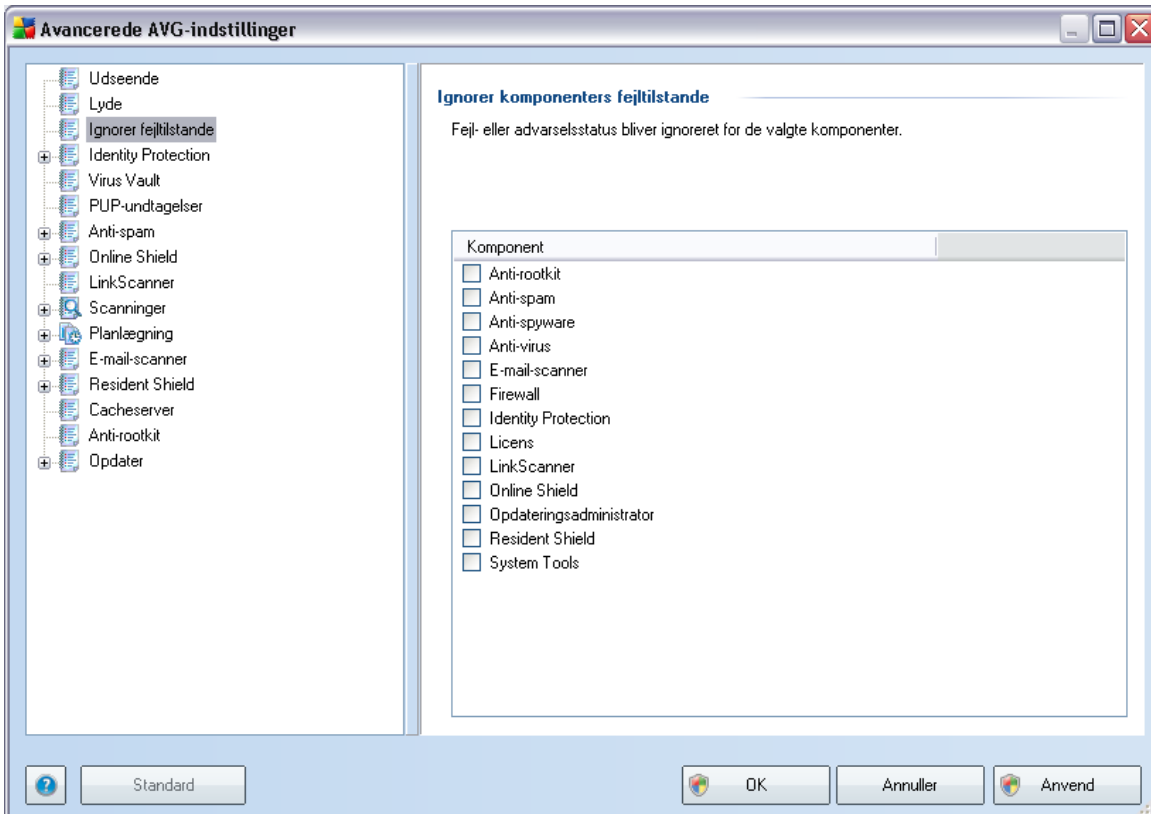 Avancerede AVG-indstillinger
Udseende
Lyde
Ignorer fejltilstande
Identity Protection
Virus Vault
PUP-undtagelser
Anti-spam
Online Shield
LinkScanner
Scanninger
Planlægning
E-mail-scanner
Resident Shield
Cacheserver
Anti-rootkit
Opdater
Ignorer komponenters fejltilstande
Fejl- eller advarselsstatus bliver ignoreret for de valgte komponenter.
Komponent
Anti-rootkit
Anti-spam
Anti-spyware
Anti-virus
E-mail-scanner
Firewall
Identity Protection
Licens
LinkScanner
Online Shield
Opdateringsadministrator
Resident Shield
System Tools
Standard
OK
Annuller
Anvend